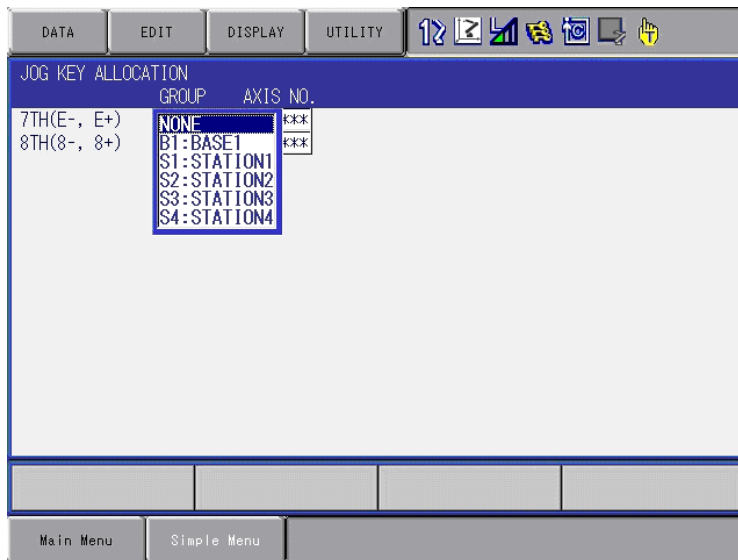 DATA EDIT DISPLAY UTILITY
JOG KEY ALLOCATION
GROUP AXIS NO.
7TH(E-, E+) NONE ***
8TH(8-, 8+) B1:BASE1 ***
S1:STATION1
S2:STATION2
S3:STATION3
S4:STATION4
Main Menu Simple Menu